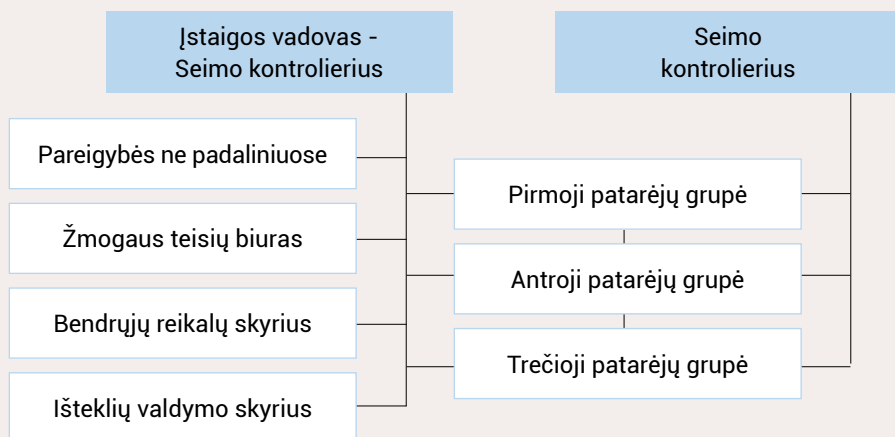 Įstaigos vadovas -
Seimo kontrolierius
Seimo
kontrolierius
Pareigybės ne padaliniuose
Žmogaus teisių biuras
Bendrųjų reikalų skyrius
Išteklių valdymo skyrius
Pirmoji patarėjų grupė
Antroji patarėjų grupė
Trečioji patarėjų grupė